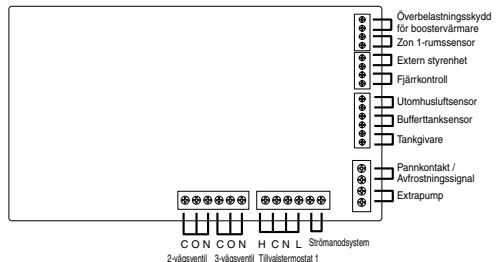 Överbelastningsskydd
för boostervärmare
Zon 1-rumssensor
Extern styrenhet
Fjärrkontroll
Utomhusluftsensor
Bufferttanksensor
Tankgivare
Pannkontakt /
Avfrostningssignal
Extrapump
C O N C O N H C N L Strömanodsystem
2-vägsventil 3-vägsventil Tillvalstermostat 1